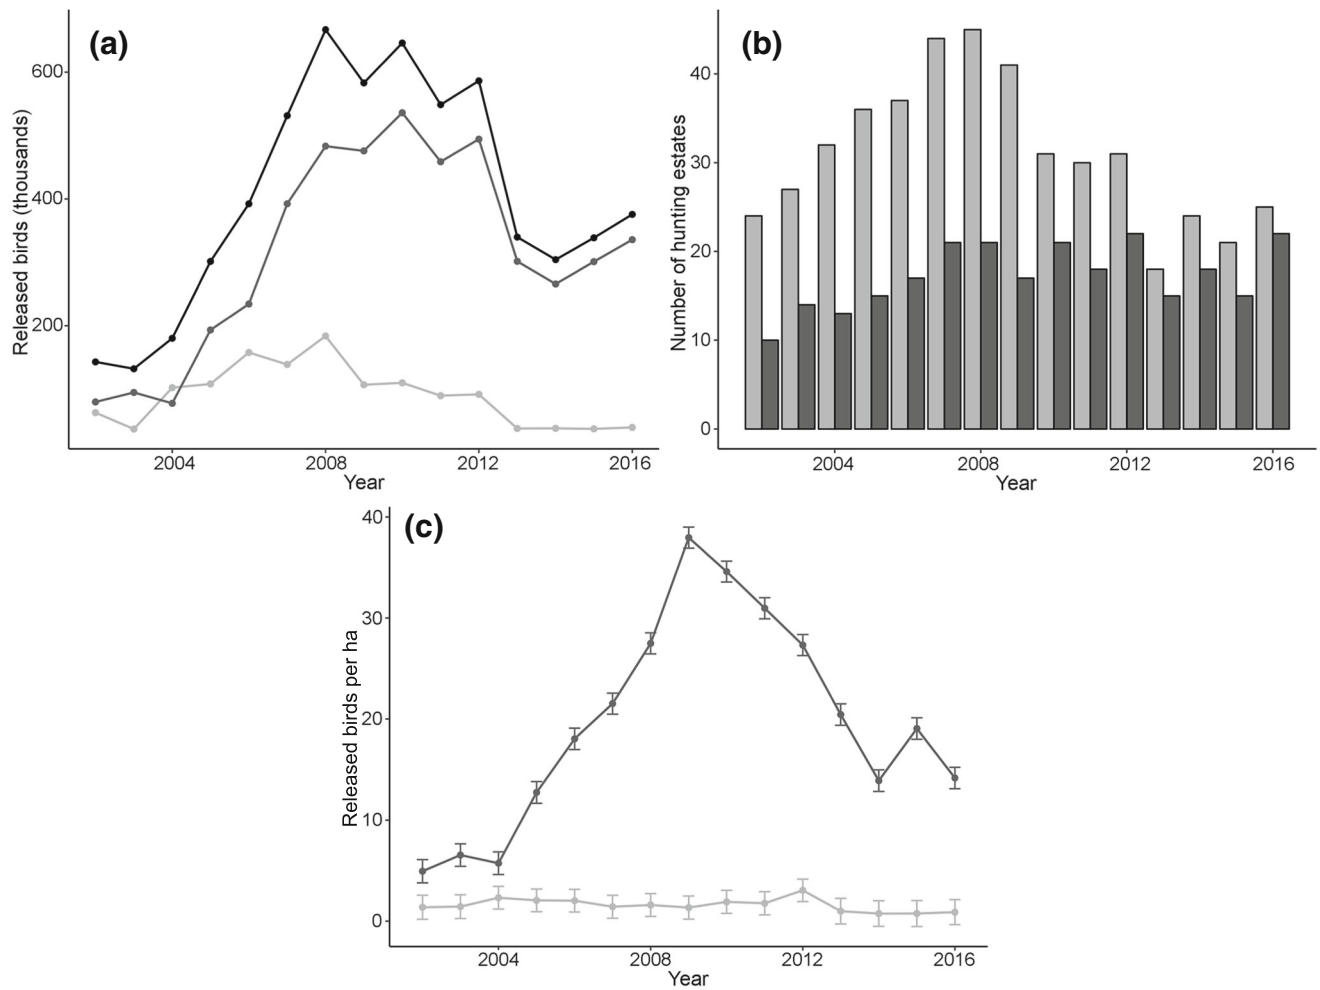 (a)
Released birds (thousands)
600
400
200
2004 2008 2012 2016
Year
(b)
Number of hunting estates
40
30
20
10
0
2004 2008 2012 2016
Year
(c)
Released birds per ha
40
30
20
10
0
2004 2008 2012 2016
Year